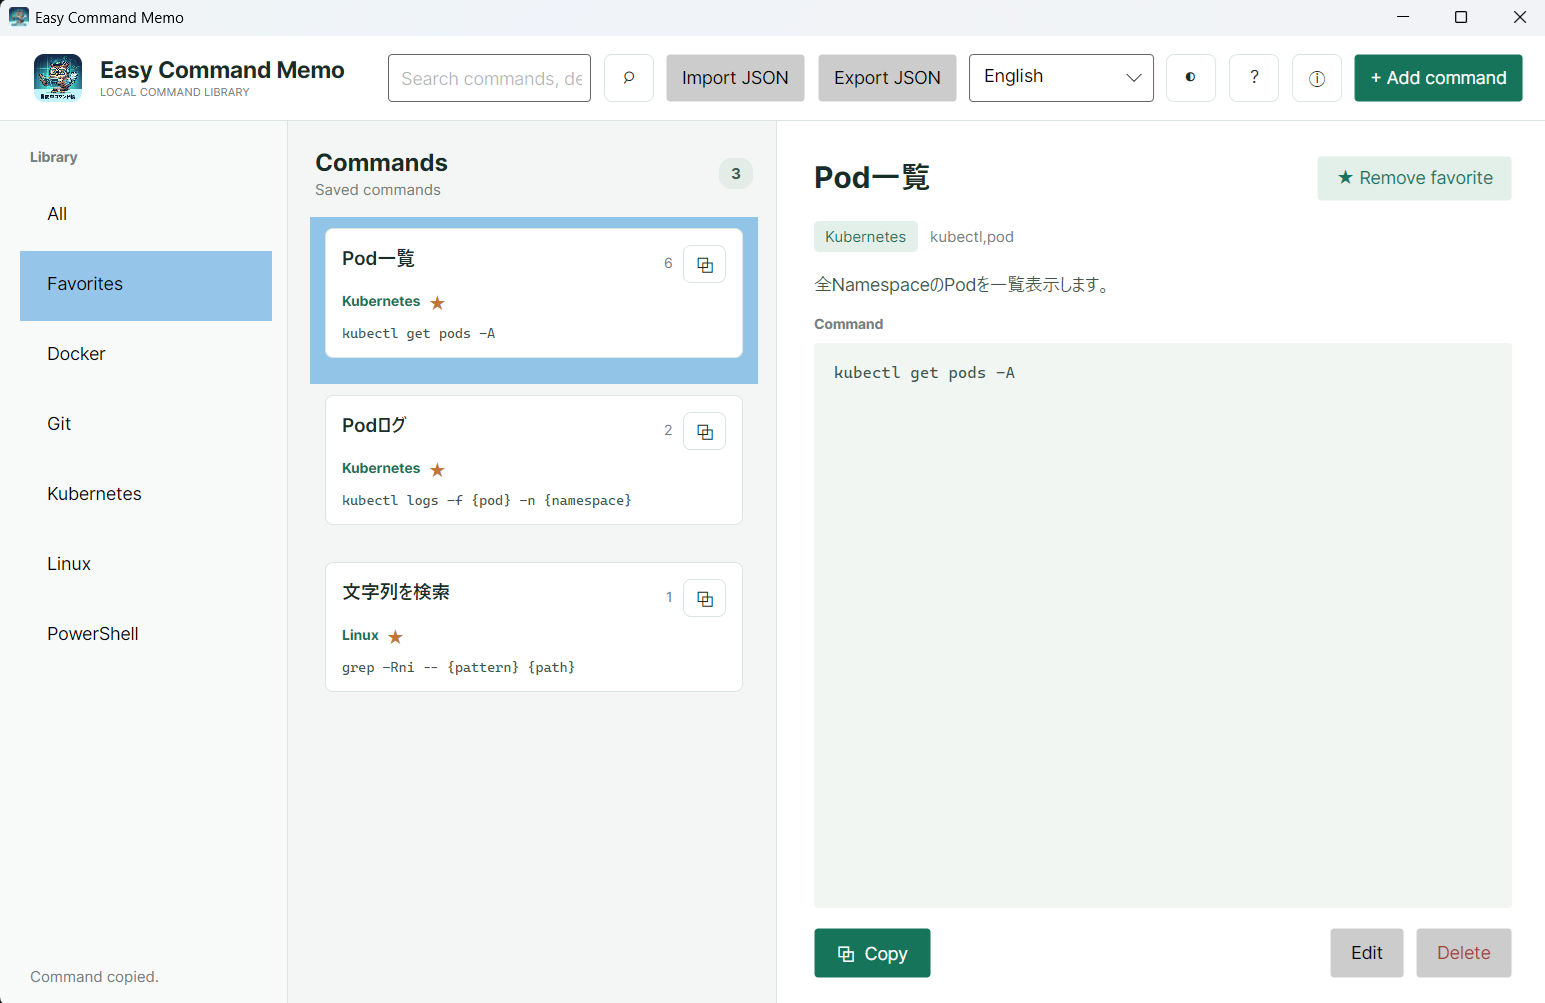 Easy Command Memo
Easy Command Memo
LOCAL COMMAND LIBRARY
Search commands, de
Import JSON
Export JSON
English
?
+ Add command
Library
All
Favorites
Docker
Git
Kubernetes
Linux
PowerShell
Command copied.
Commands
Saved commands
3
Pod一覧
6
Kubernetes ★
kubectl get pods -A
Podログ
2
Kubernetes ★
kubectl logs -f {pod} -n {namespace}
文字列を検索
1
Linux ★
grep -Rni -- {pattern} {path}
Pod一覧
★ Remove favorite
Kubernetes kubectl,pod
全NamespaceのPodを一覧表示します。
Command
kubectl get pods -A
Copy
Edit
Delete